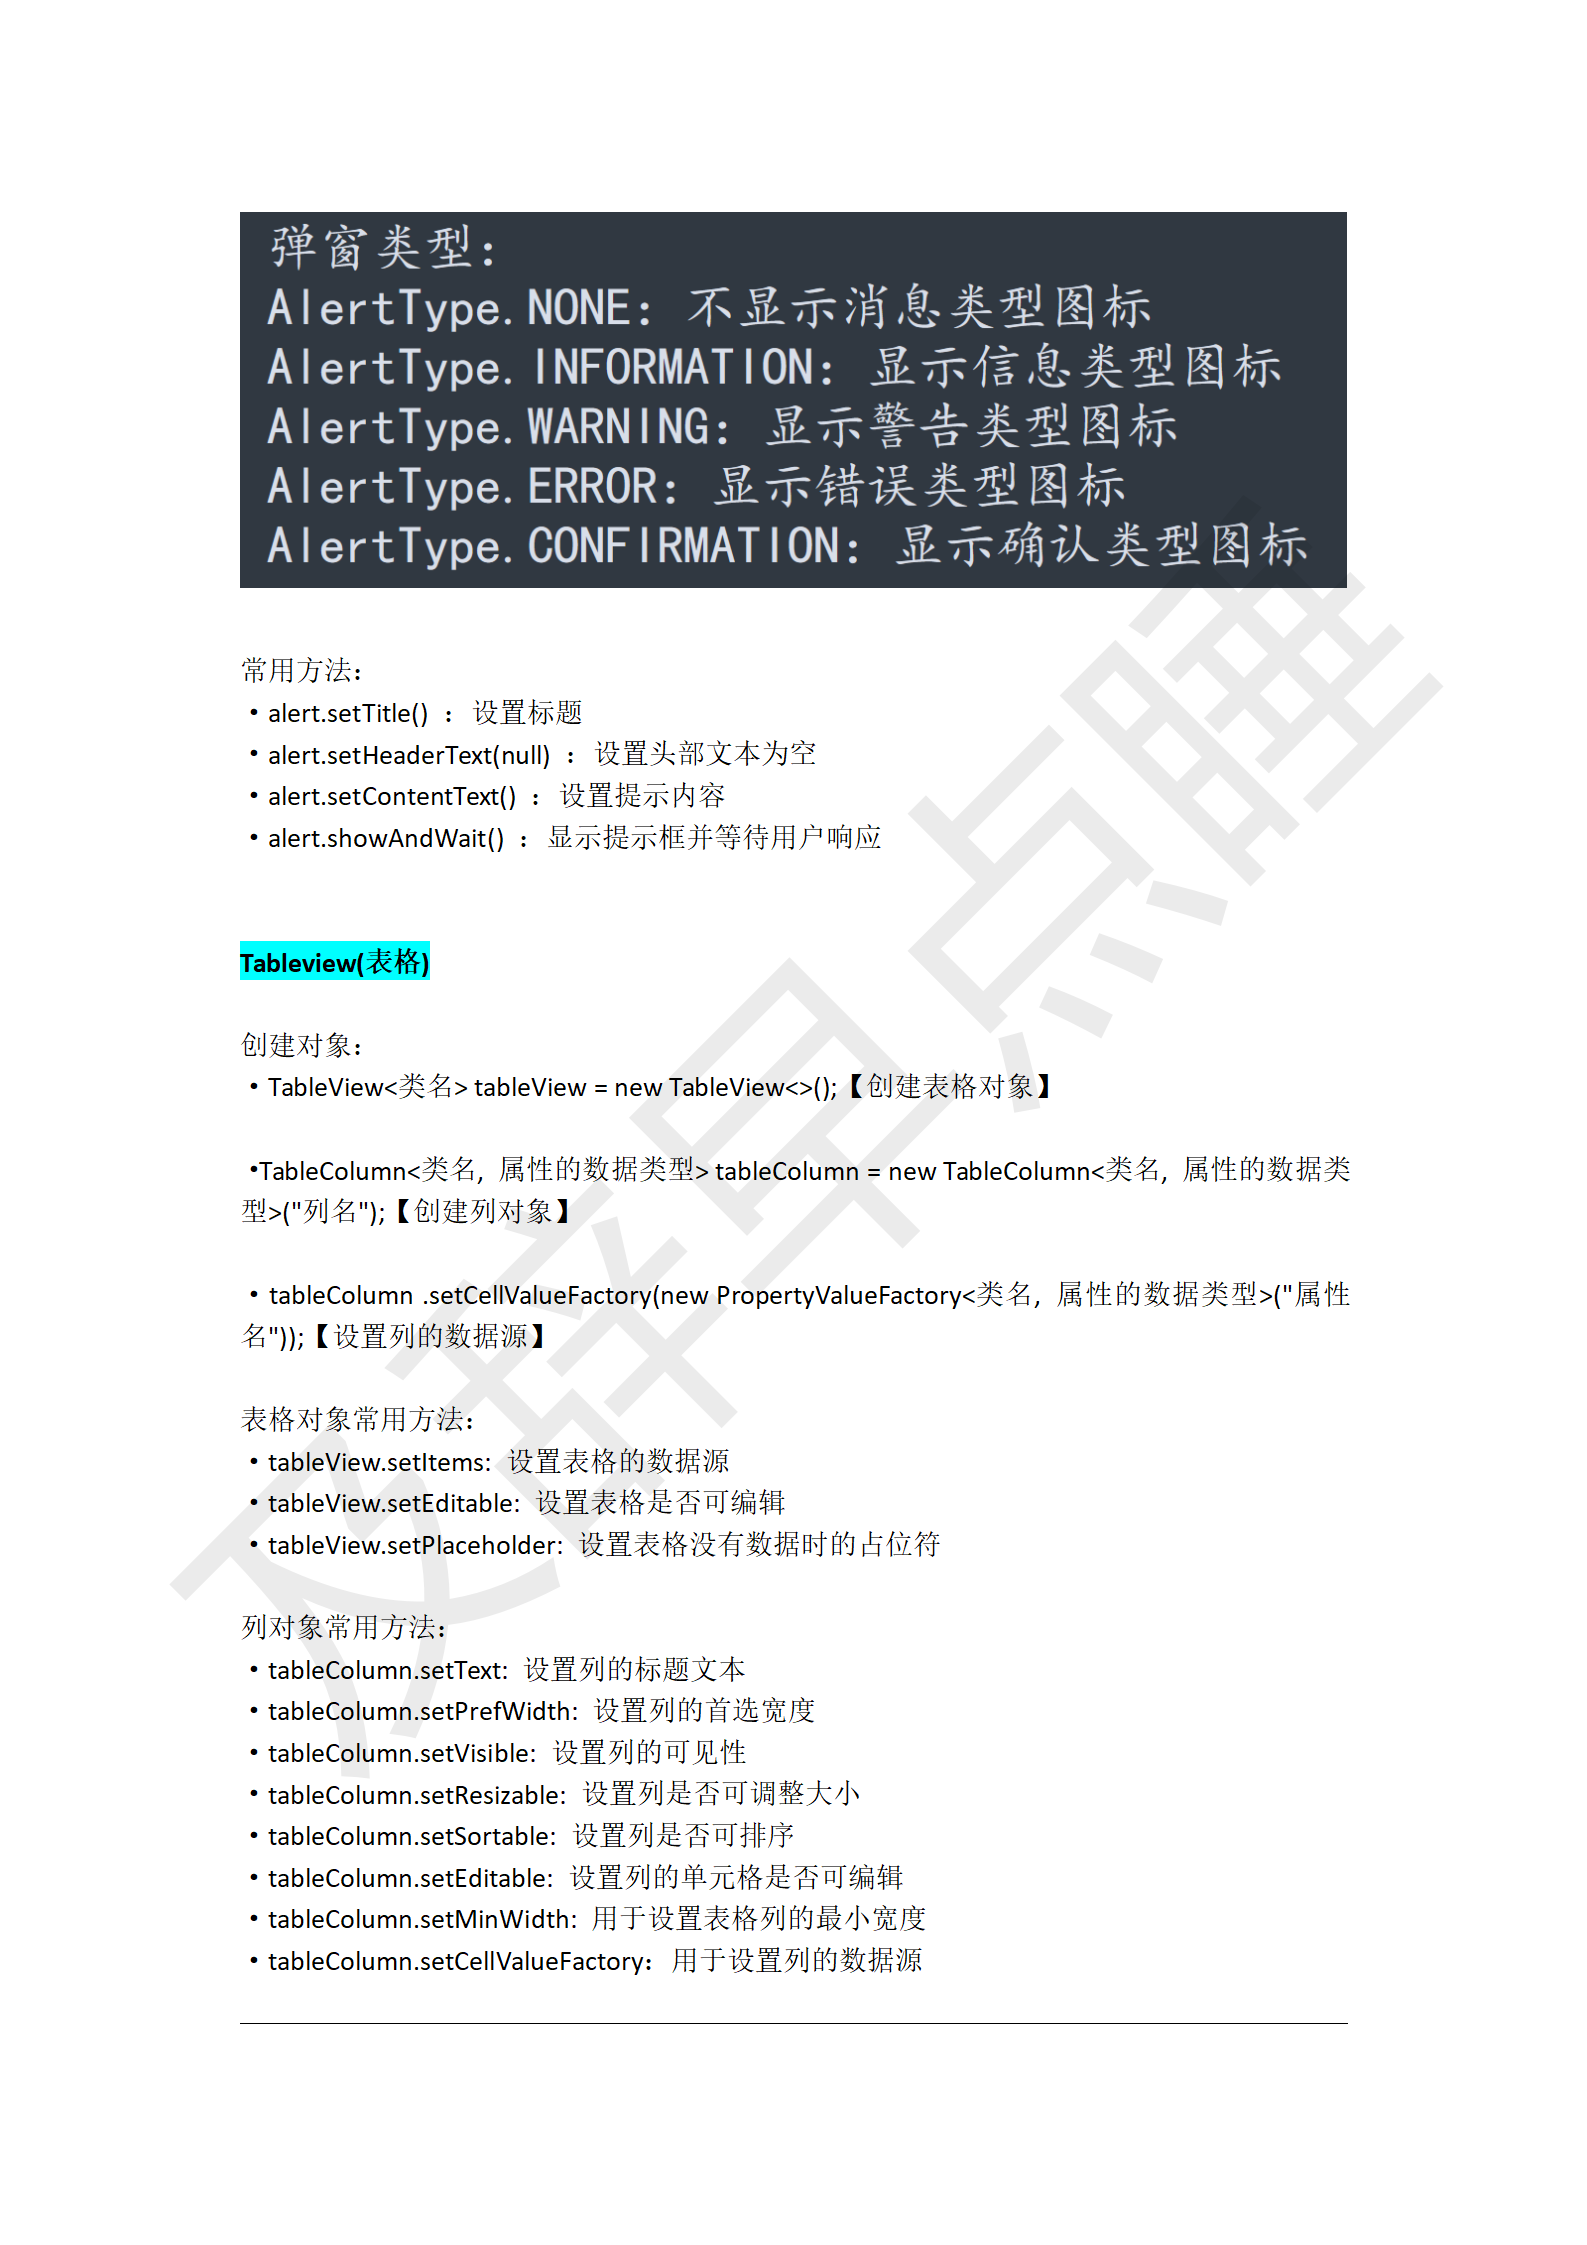 弹窗类型：
AlertType.NONE：不显示消息类型图标
AlertType.INFORMATION：显示信息类型图标
AlertType.WARNING：显示警告类型图标
AlertType.ERROR：显示错误类型图标
AlertType.CONFIRMATION：显示确认类型图标
常用方法：
·alert.setTitle() ：设置标题
·alert.setHeaderText(null) ：设置头部文本为空
·alert.setContentText() ：设置提示内容
·alert.showAndWait() ：显示提示框并等待用户响应
Tableview(表格)
创建对象：
·TableView<类名> tableView = new TableView<>();【创建表格对象】
·TableColumn<类名, 属性的数据类型> tableColumn = new TableColumn<类名, 属性的数据类
型>("列名");【创建列对象】
·tableColumn .setCellValueFactory(new PropertyValueFactory<类名, 属性的数据类型>("属性
名"));【设置列的数据源】
表格对象常用方法：
·tableView.setItems: 设置表格的数据源
·tableView.setEditable: 设置表格是否可编辑
·tableView.setPlaceholder: 设置表格没有数据时的占位符
列对象常用方法：
·tableColumn.setText: 设置列的标题文本
·tableColumn.setPrefWidth: 设置列的首选宽度
·tableColumn.setVisible: 设置列的可见性
·tableColumn.setResizable: 设置列是否可调整大小
·tableColumn.setSortable: 设置列是否可排序
·tableColumn.setEditable: 设置列的单元格是否可编辑
·tableColumn.setMinWidth: 用于设置表格列的最小宽度
·tableColumn.setCellValueFactory：用于设置列的数据源
及辞早点睡